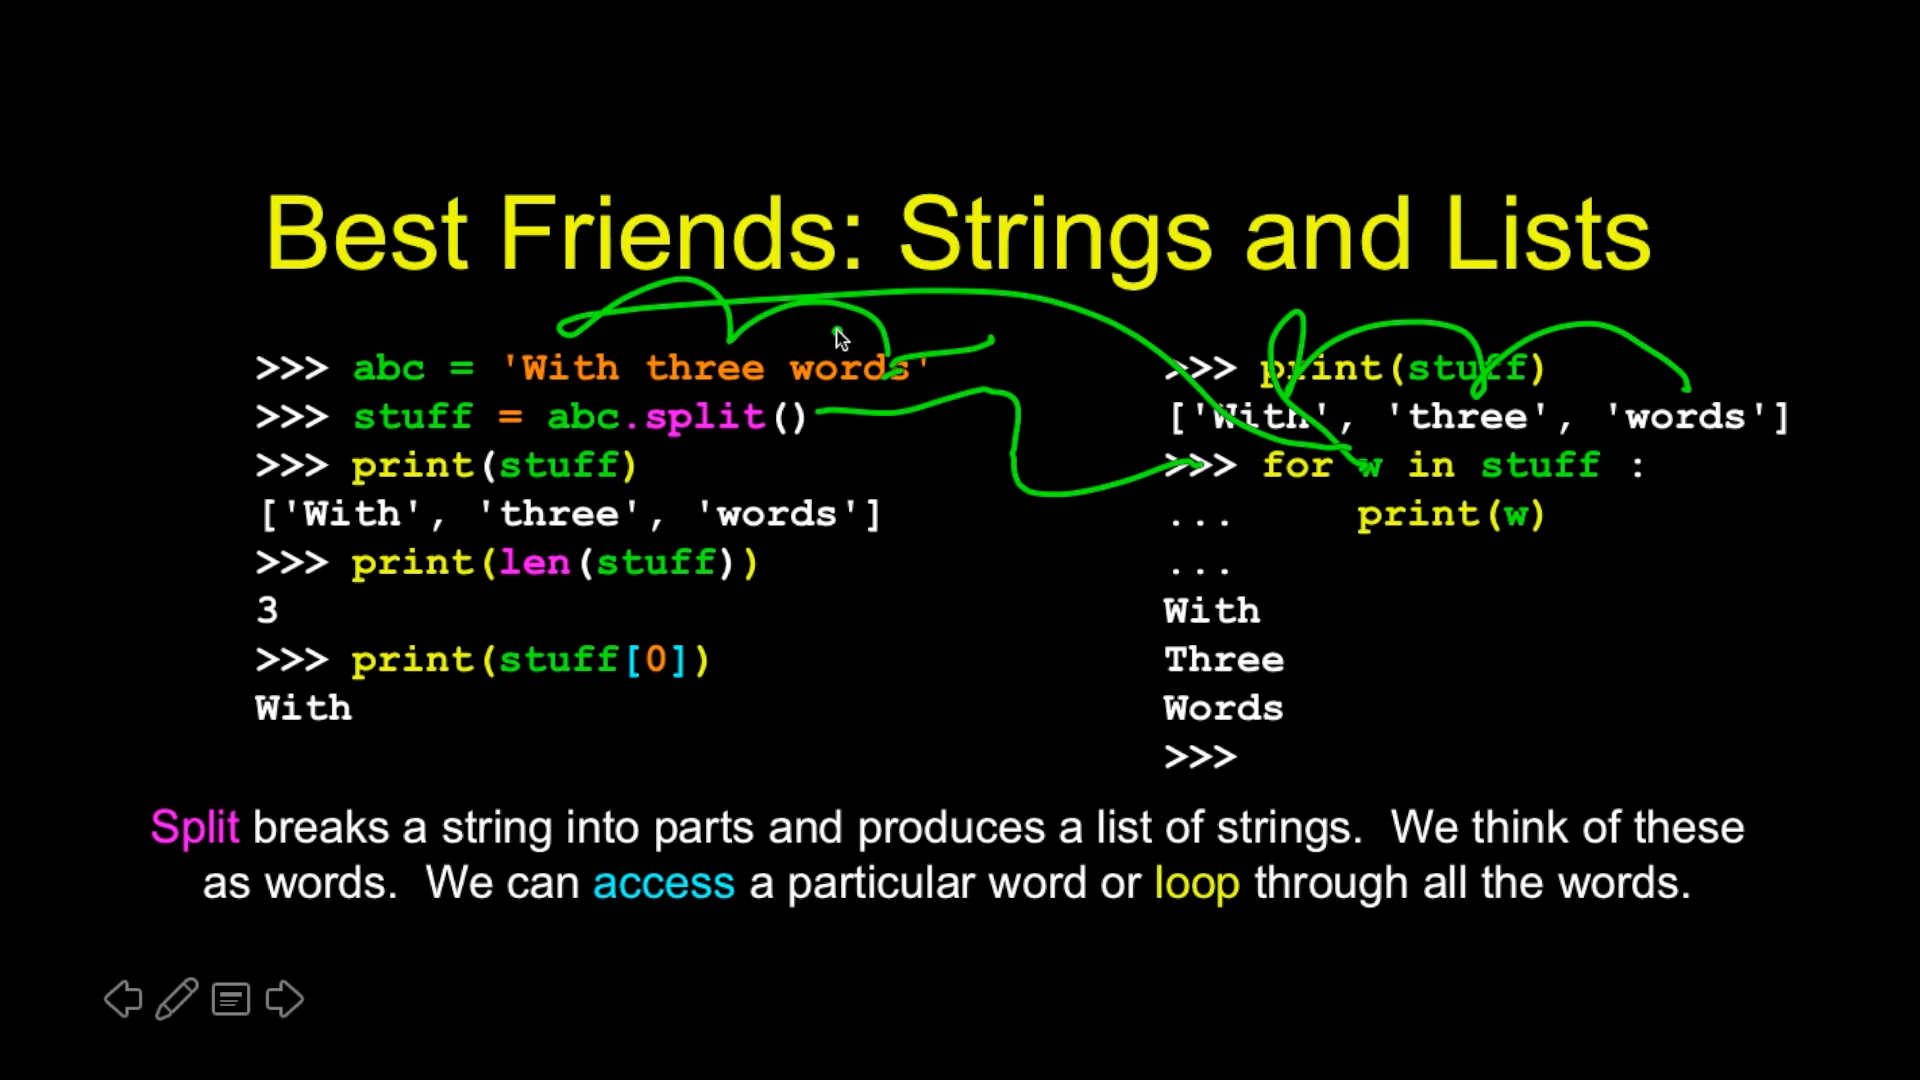 Best Friends: Strings and Lists
>>> abc = 'With three words'
>>> stuff = abc.split()
>>> print(stuff)
['With', 'three', 'words']
>>> print(len(stuff))
3
>>> print(stuff[0])
With
>>> print(stuff)
['With', 'three', 'words']
>>> for w in stuff :
...     print(w)
...
With
Three
Words
>>>
Split breaks a string into parts and produces a list of strings.  We think of these
as words.  We can access a particular word or loop through all the words.